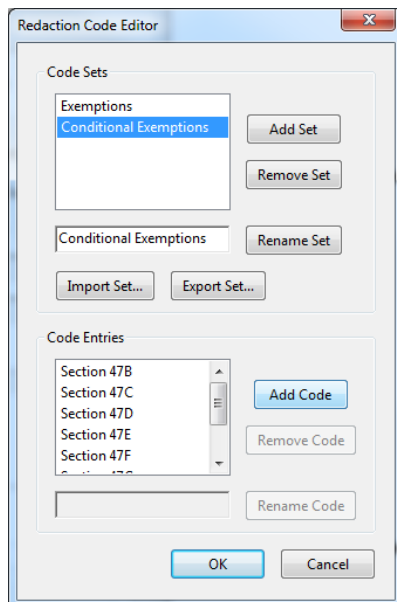 Redaction Code Editor
Code Sets
Exemptions
Conditional Exemptions
Add Set
Remove Set
Conditional Exemptions
Rename Set
Import Set...
Export Set...
Code Entries
Section 47B
Section 47C
Section 47D
Section 47E
Section 47F
Add Code
Remove Code
Rename Code
OK
Cancel